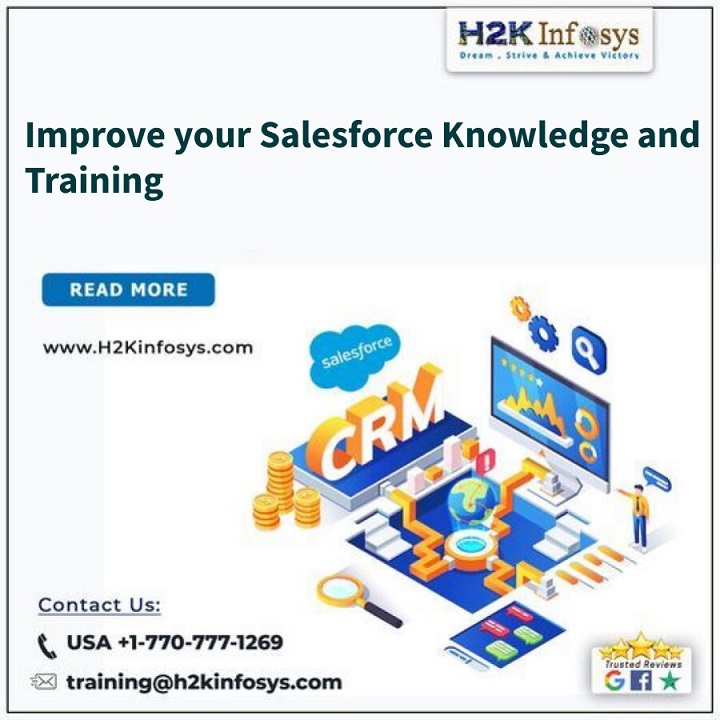 H2K Infosys
Dream , Strive & Achieve Victory
Improve your Salesforce Knowledge and
Training
READ MORE
www.H2Kinfosys.com
salesforce
CRM
Contact Us:
USA +1-770-777-1269
training@h2kinfosys.com
Trusted Reviews